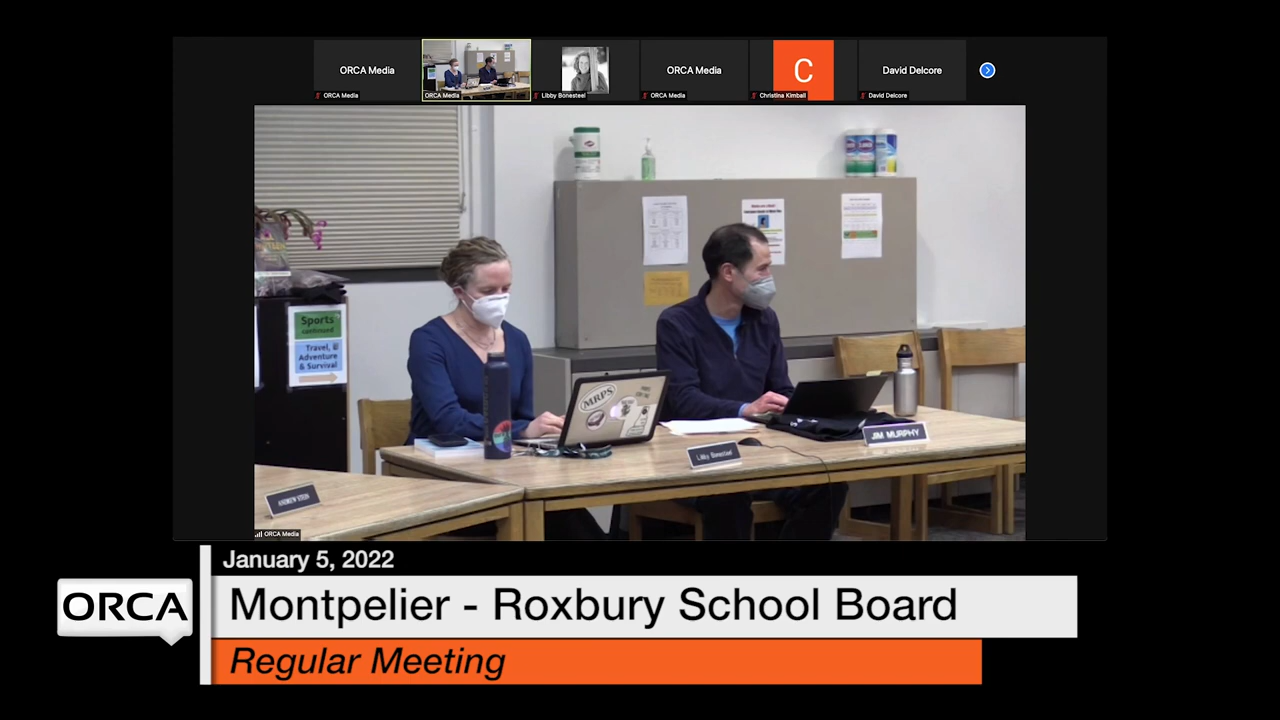 ORCA Media
ORCA Media
David Delcore
ORCA Media
ORCA Media
Libby Bonesteel
ORCA Media
C
Christina Kimball
David Delcore
Sports
continued
Travel,
Adventure
& Survival
MRPS
JIM MURPHY
Libby Bonesteel
ANDREW STEIN
ORCA Media
January 5, 2022
ORCA
Montpelier - Roxbury School Board
Regular Meeting